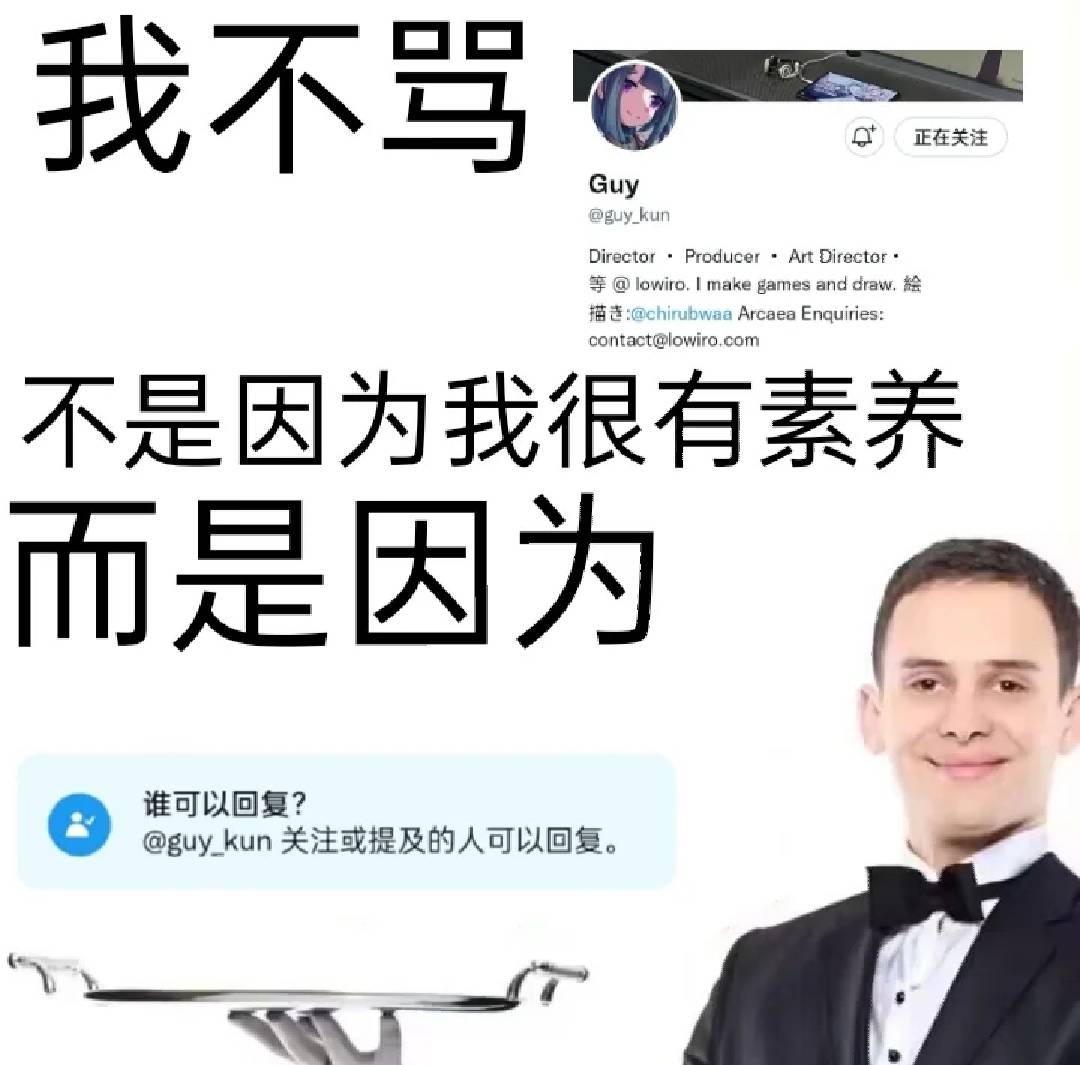 我不骂
正在关注
Guy
@guy_kun
Director · Producer · Art Director ·
等 @ lowiro. I make games and draw. 絵
描き:@chirubwaa Arcaea Enquiries:
contact@lowiro.com
不是因为我很有素养
而是因为
谁可以回复?
@guy_kun 关注或提及的人可以回复。